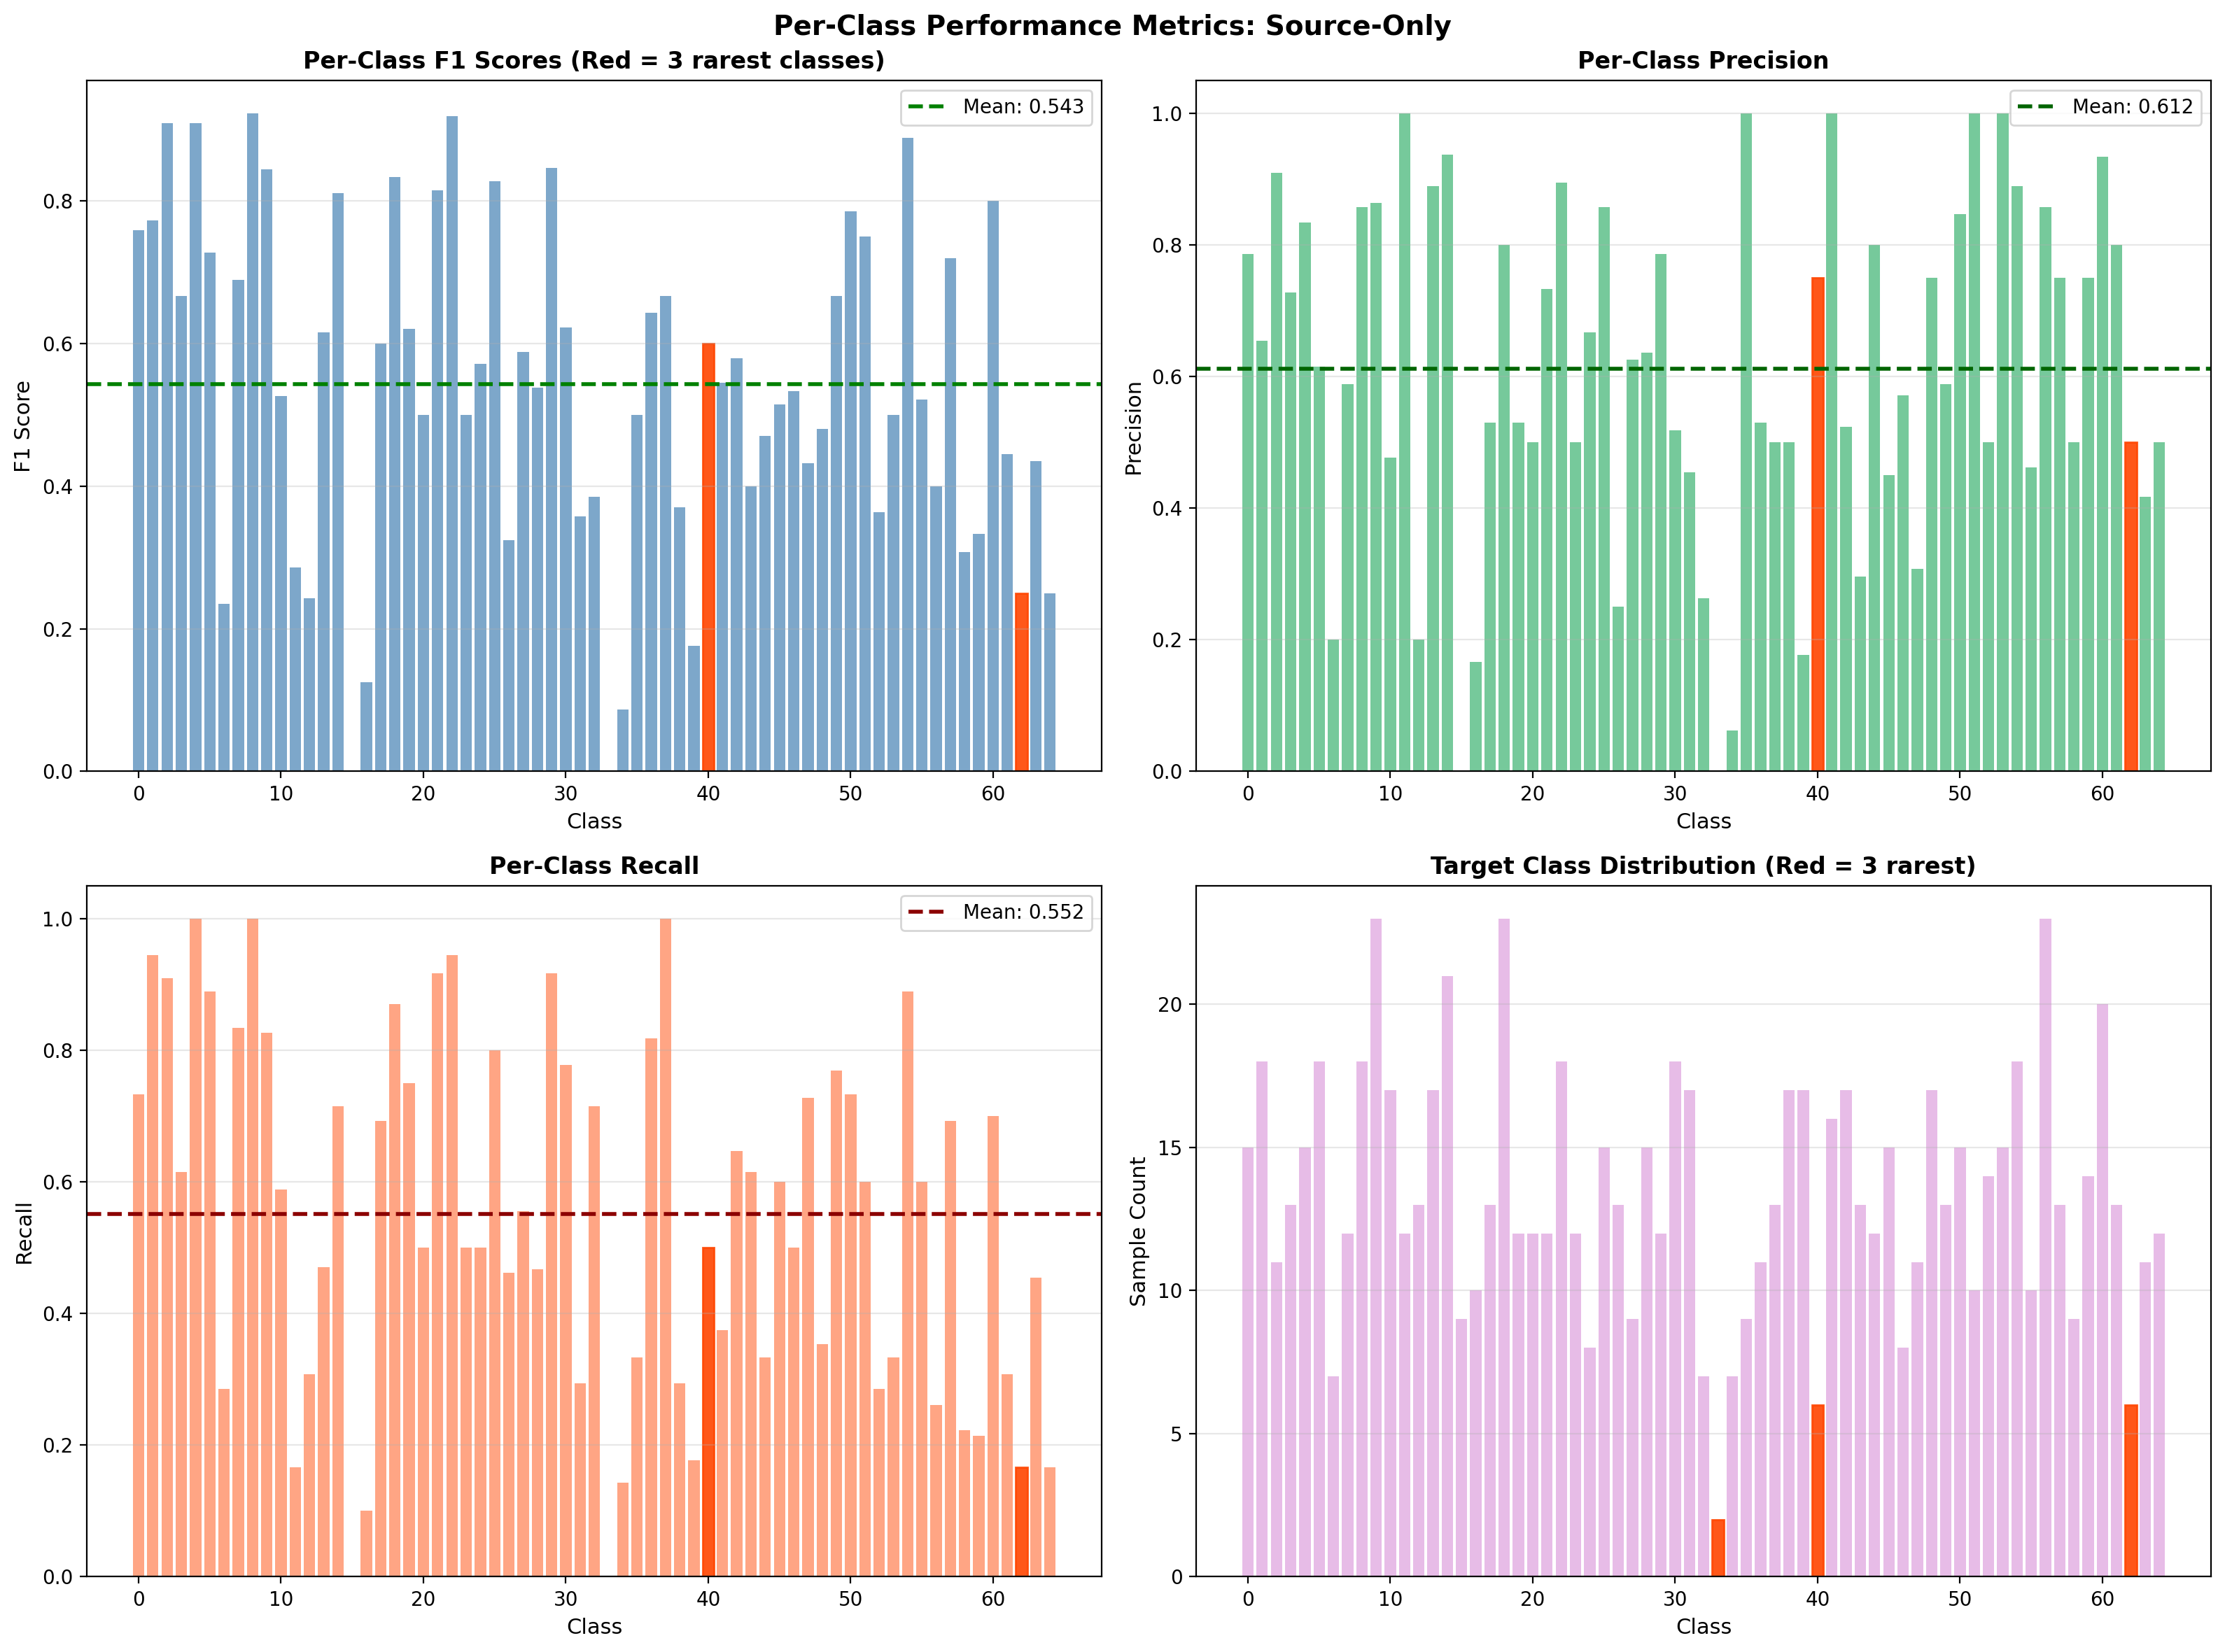 Per-Class Performance Metrics: Source-Only
Per-Class F1 Scores (Red = 3 rarest classes)
Mean: 0.543
F1 Score
0.8
0.6
0.4
0.2
0.0
0 10 20 30 40 50 60
Class
Per-Class Precision
Mean: 0.612
Precision
1.0
0.8
0.6
0.4
0.2
0.0
0 10 20 30 40 50 60
Class
Per-Class Recall
Mean: 0.552
Recall
1.0
0.8
0.6
0.4
0.2
0.0
0 10 20 30 40 50 60
Class
Target Class Distribution (Red = 3 rarest)
Sample Count
20
15
10
5
0
0 10 20 30 40 50 60
Class